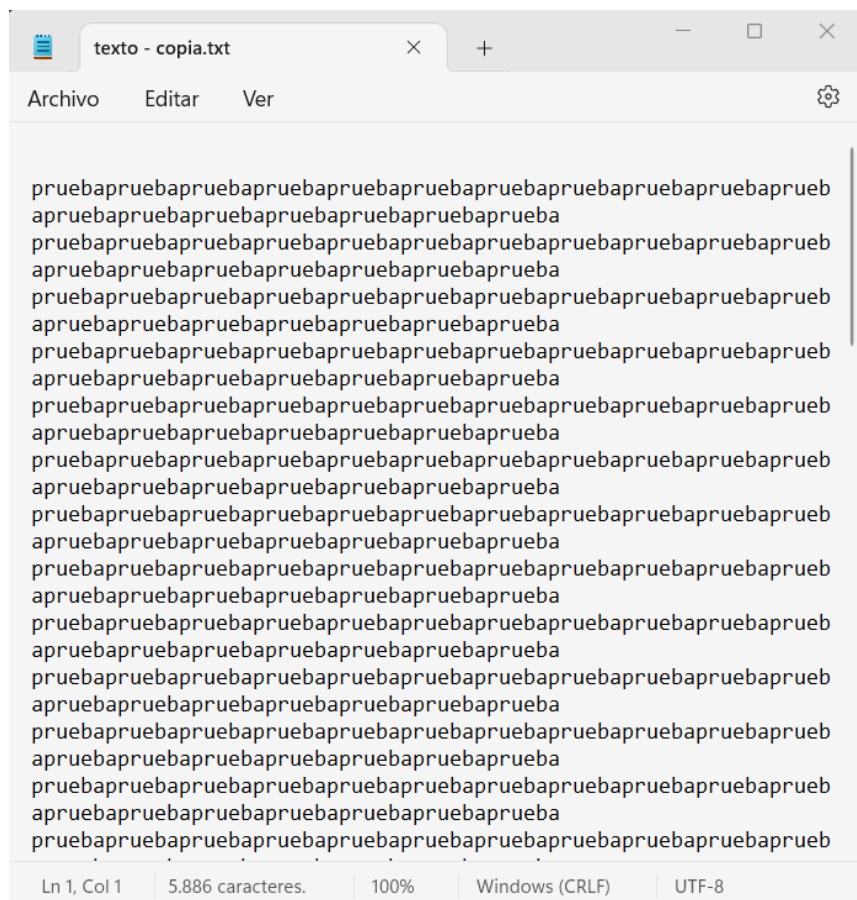 texto - copia.txt
Archivo Editar Ver
pruebapruebapruebapruebapruebapruebapruebapruebapruebapruebaprueb
apruebapruebapruebapruebapruebapruebaprueba
pruebapruebapruebapruebapruebapruebapruebapruebapruebapruebaprueb
apruebapruebapruebapruebapruebapruebaprueba
pruebapruebapruebapruebapruebapruebapruebapruebapruebapruebaprueb
apruebapruebapruebapruebapruebapruebaprueba
pruebapruebapruebapruebapruebapruebapruebapruebapruebapruebaprueb
apruebapruebapruebapruebapruebapruebaprueba
pruebapruebapruebapruebapruebapruebapruebapruebapruebapruebaprueb
apruebapruebapruebapruebapruebapruebaprueba
pruebapruebapruebapruebapruebapruebapruebapruebapruebapruebaprueb
apruebapruebapruebapruebapruebapruebaprueba
pruebapruebapruebapruebapruebapruebapruebapruebapruebapruebaprueb
apruebapruebapruebapruebapruebapruebaprueba
pruebapruebapruebapruebapruebapruebapruebapruebapruebapruebaprueb
apruebapruebapruebapruebapruebapruebaprueba
pruebapruebapruebapruebapruebapruebapruebapruebapruebapruebaprueb
apruebapruebapruebapruebapruebapruebaprueba
pruebapruebapruebapruebapruebapruebapruebapruebapruebapruebaprueb
apruebapruebapruebapruebapruebapruebaprueba
pruebapruebapruebapruebapruebapruebapruebapruebapruebapruebaprueb
apruebapruebapruebapruebapruebapruebaprueba
pruebapruebapruebapruebapruebapruebapruebapruebapruebapruebaprueb
apruebapruebapruebapruebapruebapruebaprueba
pruebapruebapruebapruebapruebapruebapruebapruebapruebapruebaprueb
Ln 1, Col 1 5.886 caracteres. 100% Windows (CRLF) UTF-8